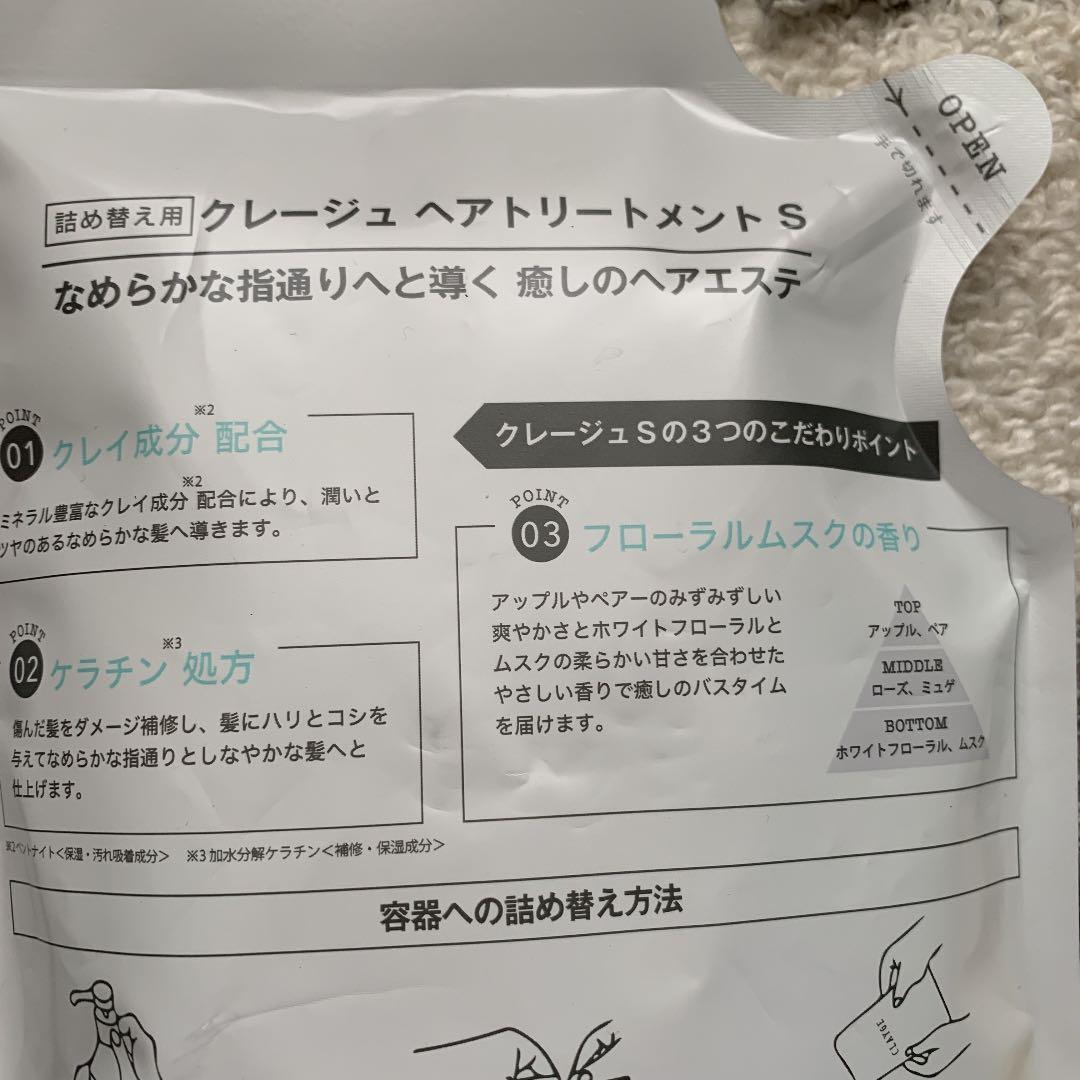 OPEN
手で切れます
詰め替え用 クレージュ ヘアトリートメント S
なめらかな指通りへと導く 癒しのヘアエステ
クレージュSの3つのこだわりポイント
POINT
01 クレイ成分※2 配合
ミネラル豊富なクレイ成分※2 配合により、潤いと
ツヤのあるなめらかな髪へ導きます。
POINT
02 ケラチン※3 処方
傷んだ髪をダメージ補修し、髪にハリとコシを
与えてなめらかな指通りとしなやかな髪へと
仕上げます。
POINT
03 フローラルムスクの香り
アップルやペアーのみずみずしい
爽やかさとホワイトフローラルと
ムスクの柔らかい甘さを合わせた
やさしい香りで癒しのバスタイム
を届けます。
TOP
アップル、ペア
MIDDLE
ローズ、ミュゲ
BOTTOM
ホワイトフローラル、ムスク
※2ベントナイト<保湿・汚れ吸着成分> ※3加水分解ケラチン<補修・保湿成分>
容器への詰め替え方法
CLAYGE